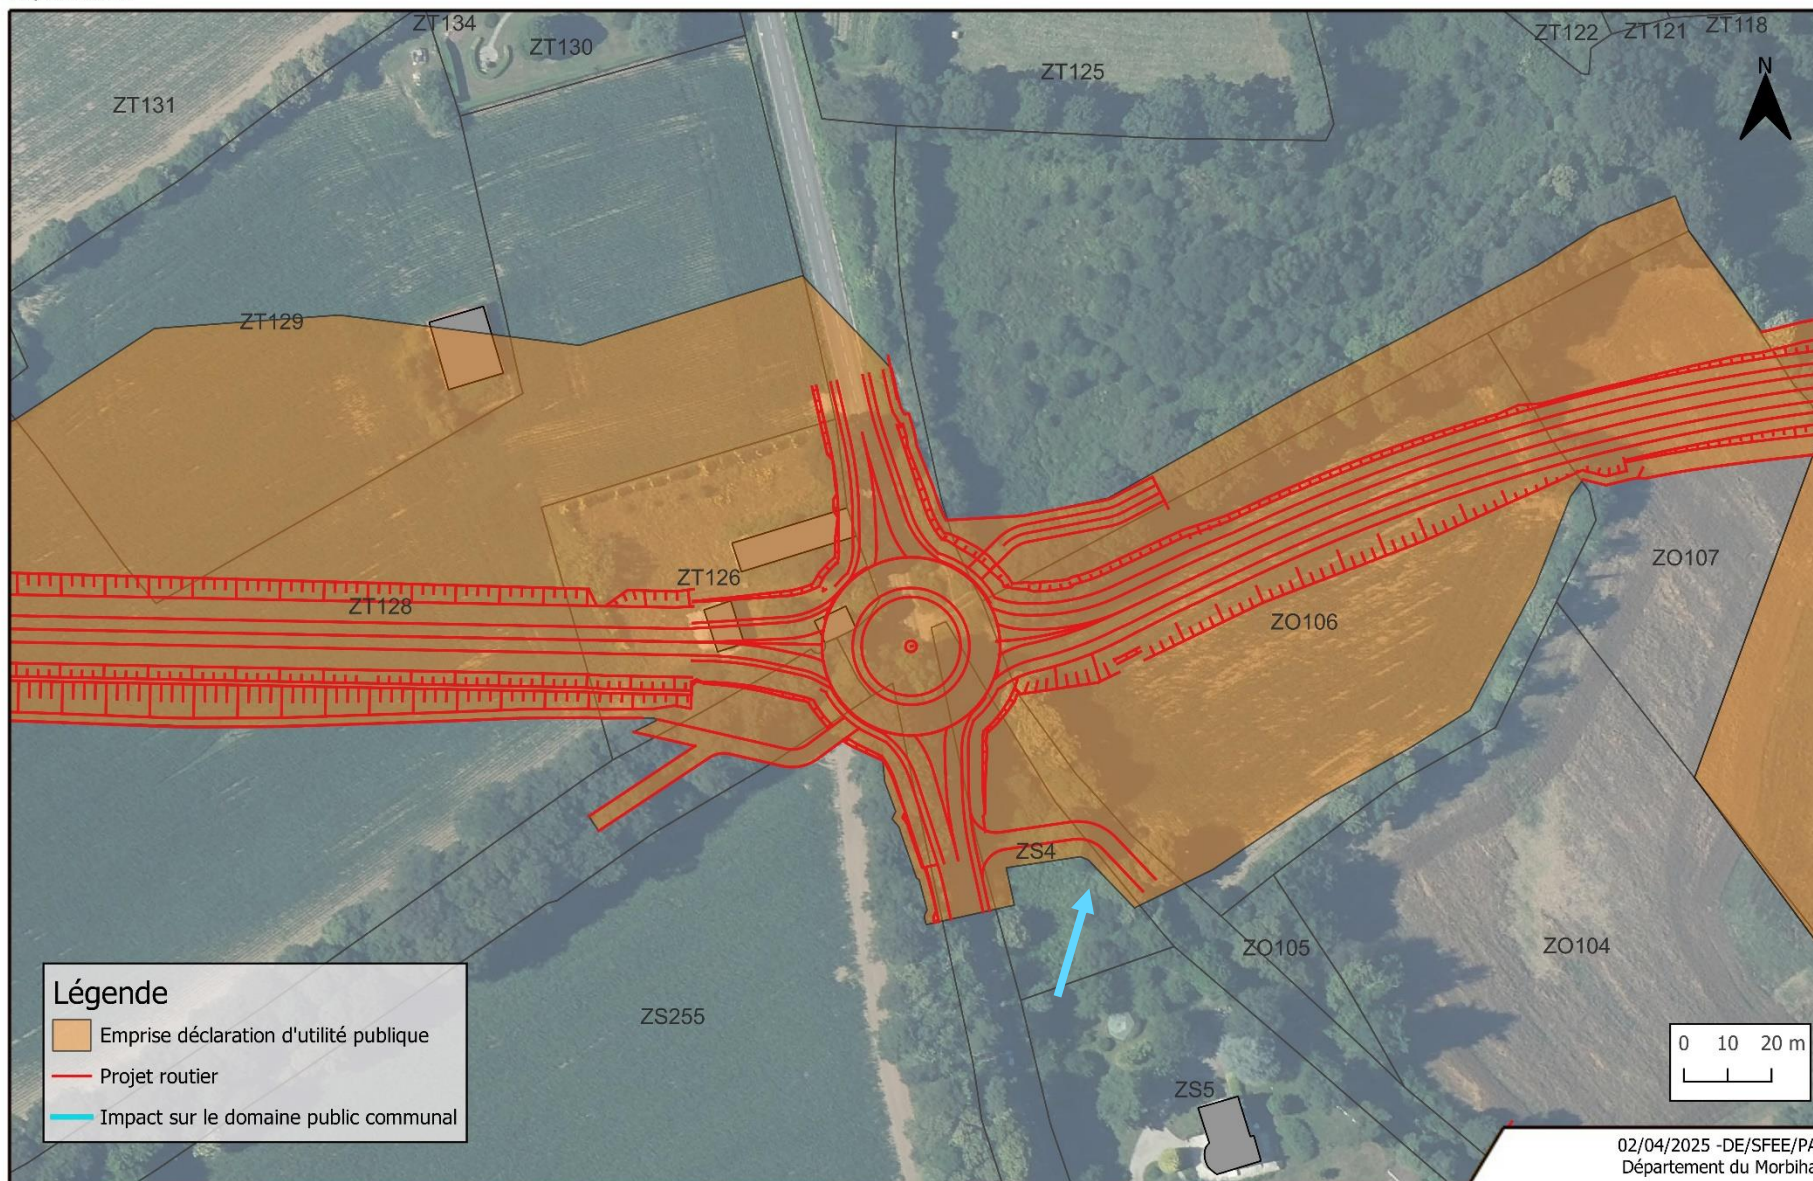 ZT134
ZT130
ZT122
ZT121
ZT118
ZT131
ZT125
N
ZT129
ZO107
ZT126
ZT128
ZO106
ZS4
ZO105
ZO104
ZS255
Légende
Emprise déclaration d'utilité publique
Projet routier
Impact sur le domaine public communal
ZS5
0 10 20 m
02/04/2025 -DE/SFEE/PA
Département du Morbiha